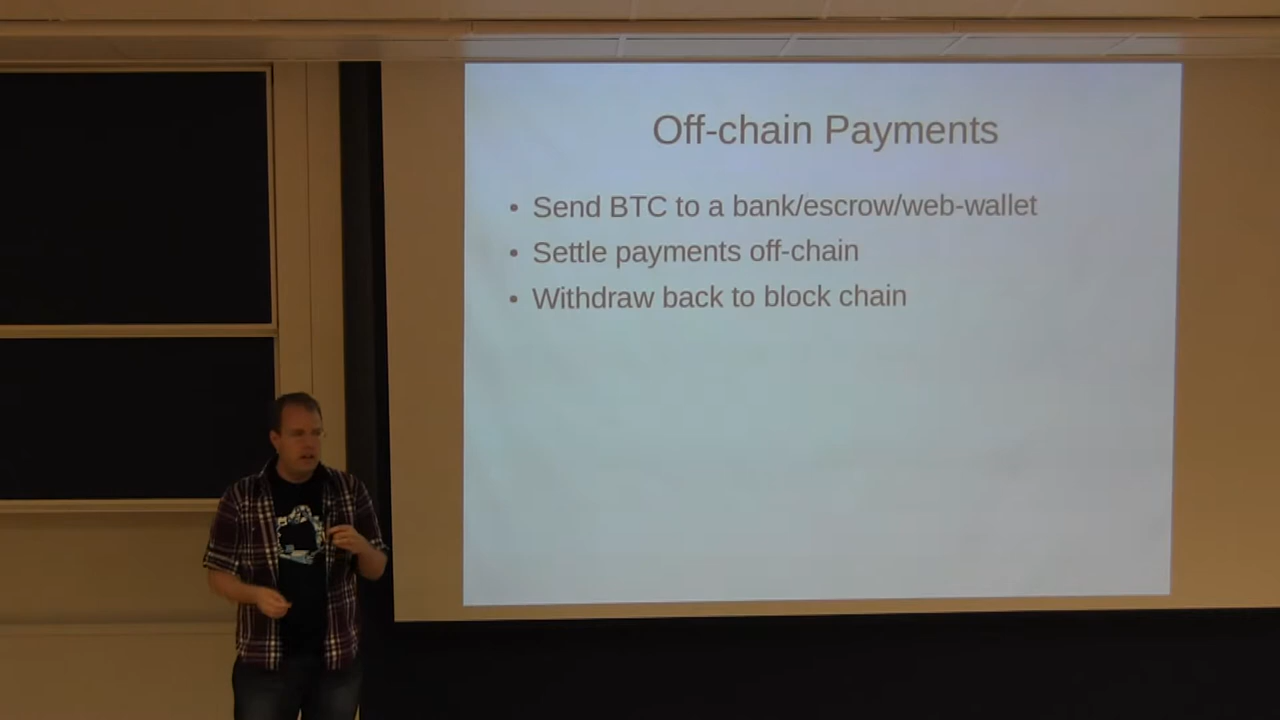 Off-chain Payments
• Send BTC to a bank/escrow/web-wallet
• Settle payments off-chain
• Withdraw back to block chain